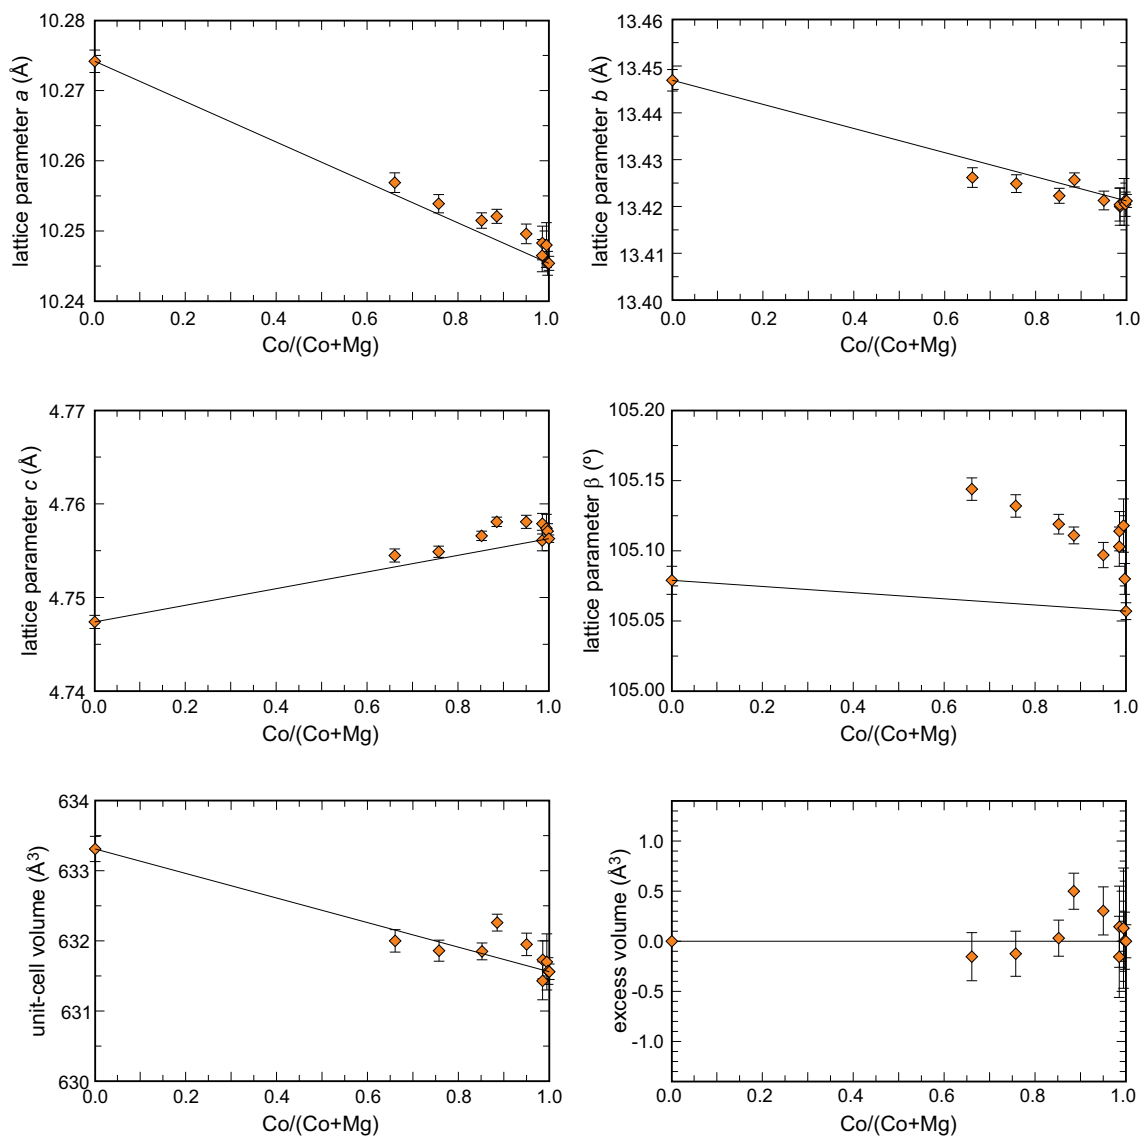 lattice parameter a (Å)
10.28
10.27
10.26
10.25
10.24
0.0 0.2 0.4 0.6 0.8 1.0
Co/(Co+Mg)
lattice parameter b (Å)
13.46
13.45
13.44
13.43
13.42
13.41
13.40
0.0 0.2 0.4 0.6 0.8 1.0
Co/(Co+Mg)
lattice parameter c (Å)
4.77
4.76
4.75
4.74
0.0 0.2 0.4 0.6 0.8 1.0
Co/(Co+Mg)
lattice parameter β (º)
105.20
105.15
105.10
105.05
105.00
0.0 0.2 0.4 0.6 0.8 1.0
Co/(Co+Mg)
unit-cell volume (Å³)
634
633
632
631
630
0.0 0.2 0.4 0.6 0.8 1.0
Co/(Co+Mg)
excess volume (Å³)
1.0
0.5
0.0
-0.5
-1.0
0.0 0.2 0.4 0.6 0.8 1.0
Co/(Co+Mg)